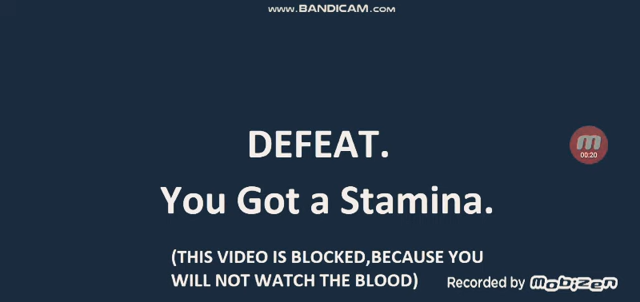 www.BANDICAM.com
DEFEAT.
00:20
You Got a Stamina.
(THIS VIDEO IS BLOCKED,BECAUSE YOU
WILL NOT WATCH THE BLOOD)
Recorded by Mobizen